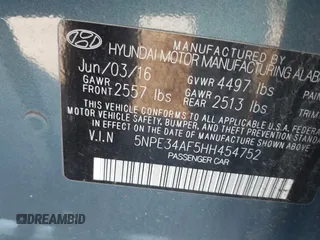 HYUNDAI MOTOR MANUFACTURING ALAB
Jun/03/16
GVWR 4497 lbs
PAIN
GAWR FRONT 2557 lbs
GAWR REAR 2513 lbs
TRIM
THIS VEHICLE CONFORMS TO ALL APPLICABLE U.S.A. FEDERAL
MOTOR VEHICLE SAFETY, BUMPER, AND THEFT PREVENTION STANDARDS
IN EFFECT ON THE DATE OF MANUFACTURE SHOWN ABOVE.
V.I.N 5NPE34AF5HH454752
PASSENGER CAR
DREAMBID